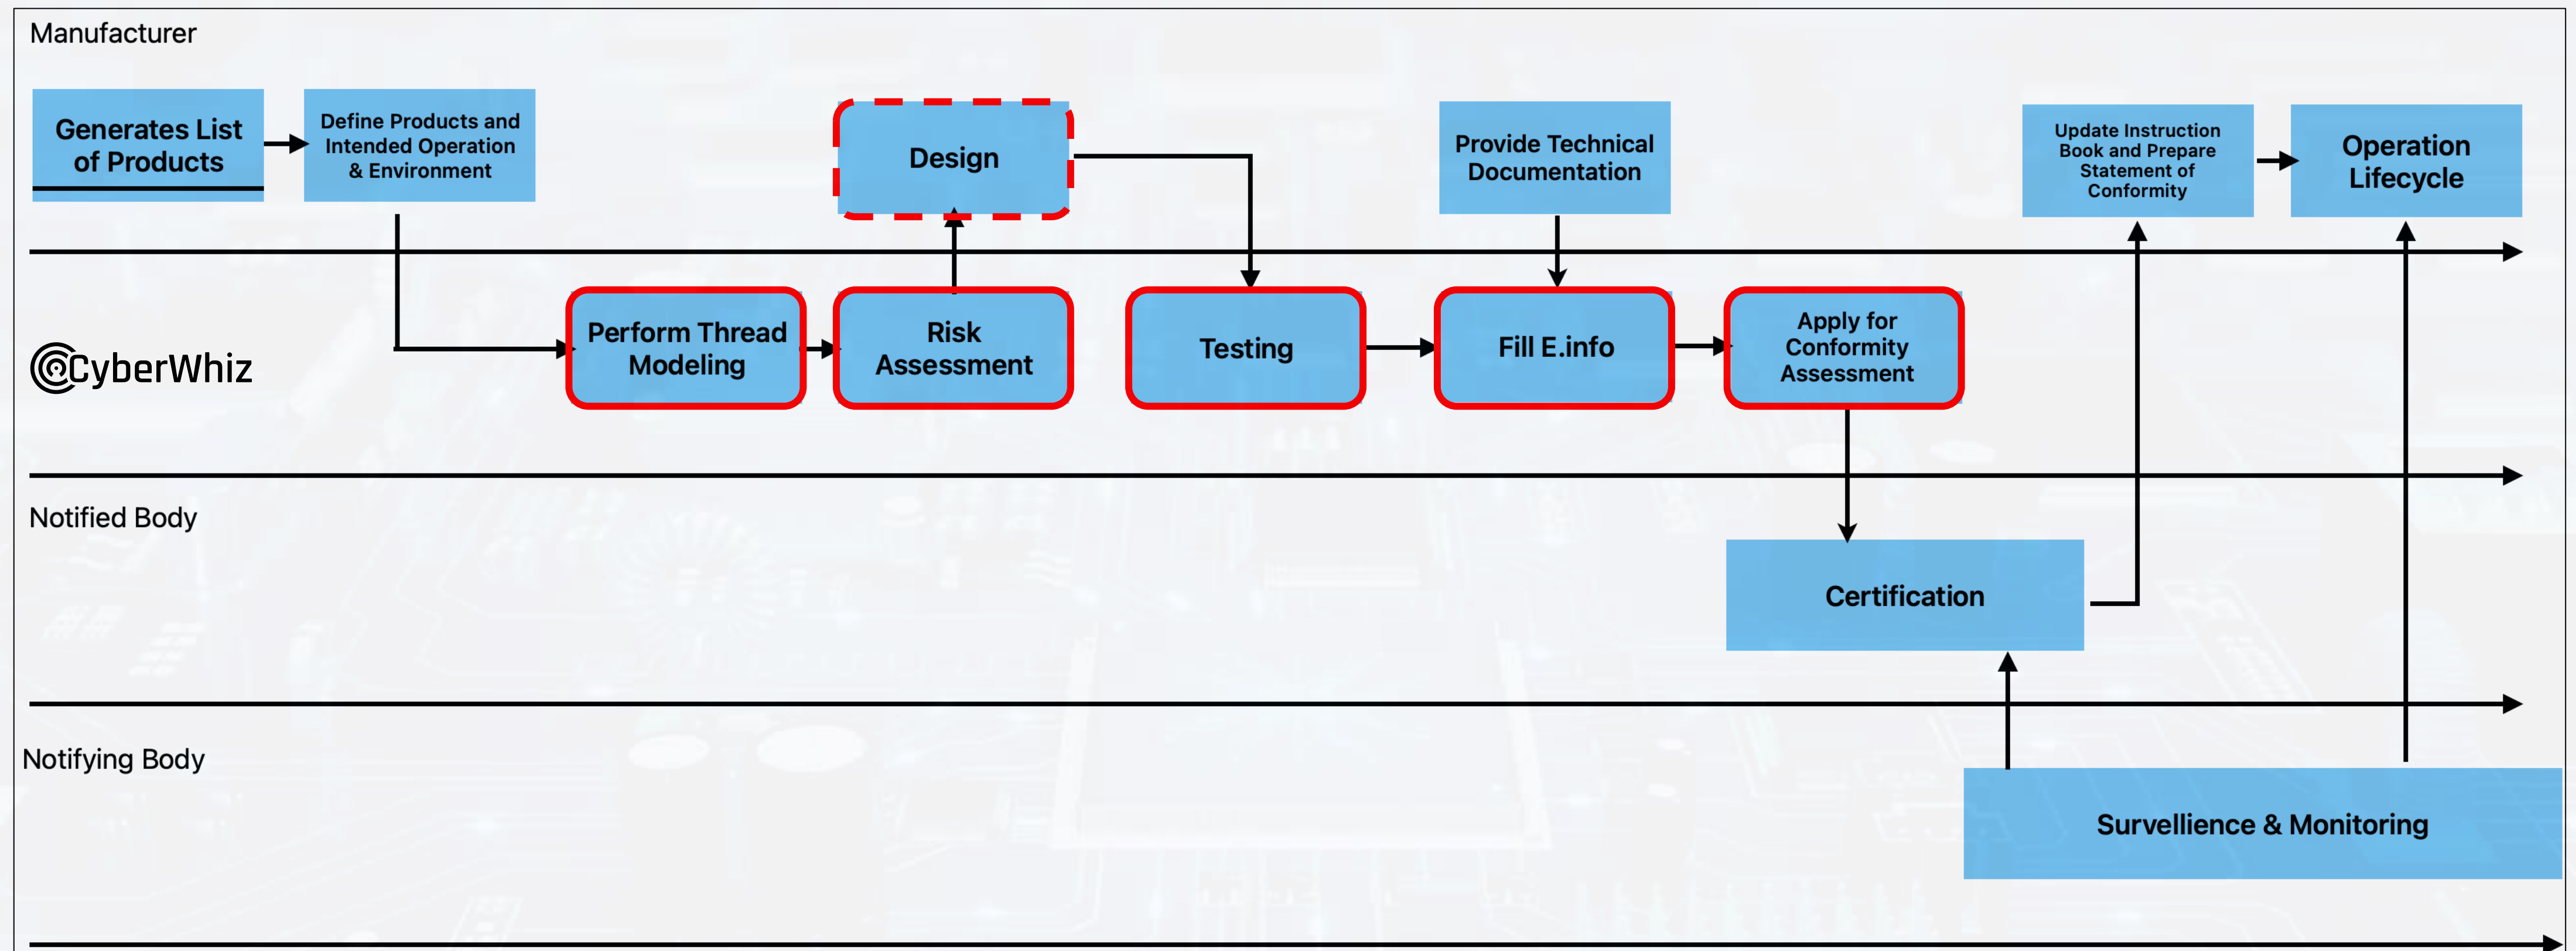 Manufacturer
Generates List
of Products
Define Products and
Intended Operation
& Environment
Design
Provide Technical
Documentation
Update Instruction
Book and Prepare
Statement of
Conformity
Operation
Lifecycle
CyberWhiz
Perform Thread
Modeling
Risk
Assessment
Testing
Fill E.info
Apply for
Conformity
Assessment
Notified Body
Certification
Notifying Body
Survellience & Monitoring